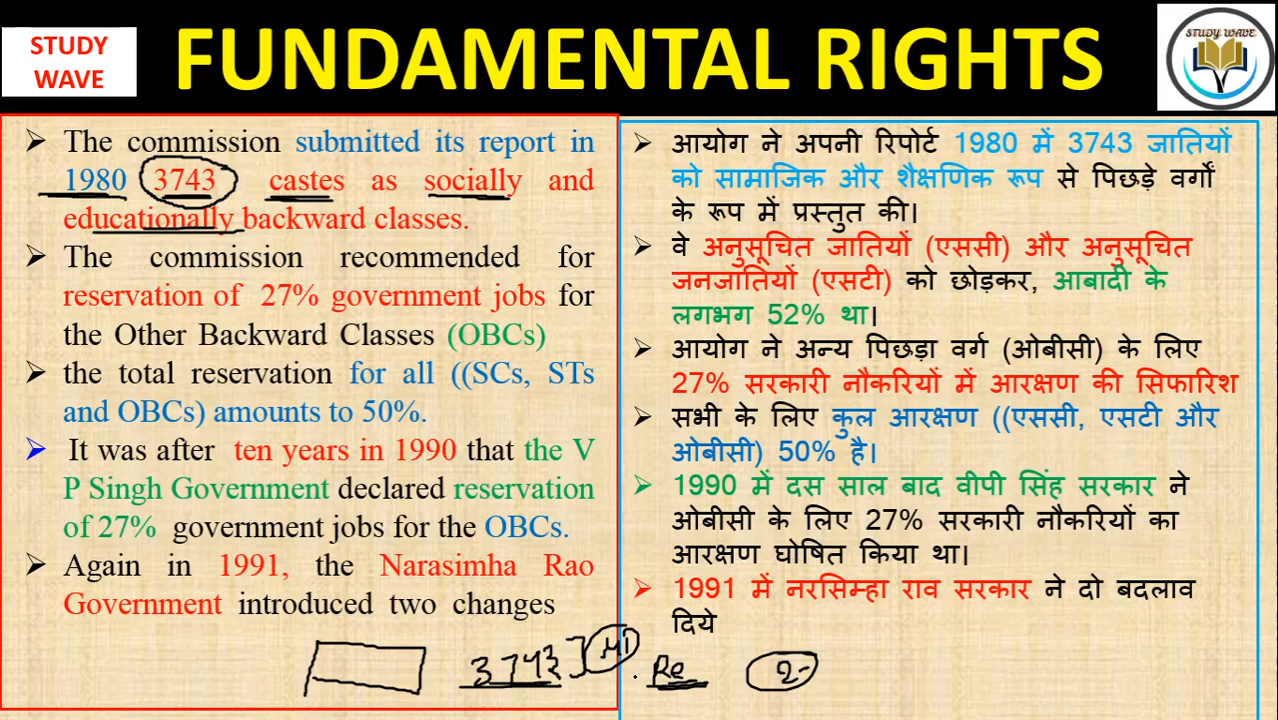 STUDY
WAVE
FUNDAMENTAL RIGHTS
STUDY WAVE
➢ The commission submitted its report in
1980 3743 castes as socially and
educationally backward classes.
➢ The commission recommended for
reservation of 27% government jobs for
the Other Backward Classes (OBCs)
➢ the total reservation for all ((SCs, STs
and OBCs) amounts to 50%.
➢ It was after ten years in 1990 that the V
P Singh Government declared reservation
of 27% government jobs for the OBCs.
➢ Again in 1991, the Narasimha Rao
Government introduced two changes
➢ आयोग ने अपनी रिपोर्ट 1980 में 3743 जातियों
को सामाजिक और शैक्षणिक रूप से पिछड़े वर्गों
के रूप में प्रस्तुत की।
➢ वे अनुसूचित जातियों (एससी) और अनुसूचित
जनजातियों (एसटी) को छोड़कर, आबादी के
लगभग 52% था।
➢ आयोग ने अन्य पिछड़ा वर्ग (ओबीसी) के लिए
27% सरकारी नौकरियों में आरक्षण की सिफारिश
➢ सभी के लिए कुल आरक्षण ((एससी, एसटी और
ओबीसी) 50% है।
➢ 1990 में दस साल बाद वीपी सिंह सरकार ने
ओबीसी के लिए 27% सरकारी नौकरियों का
आरक्षण घोषित किया था।
➢ 1991 में नरसिम्हा राव सरकार ने दो बदलाव
दिये
3743 Re